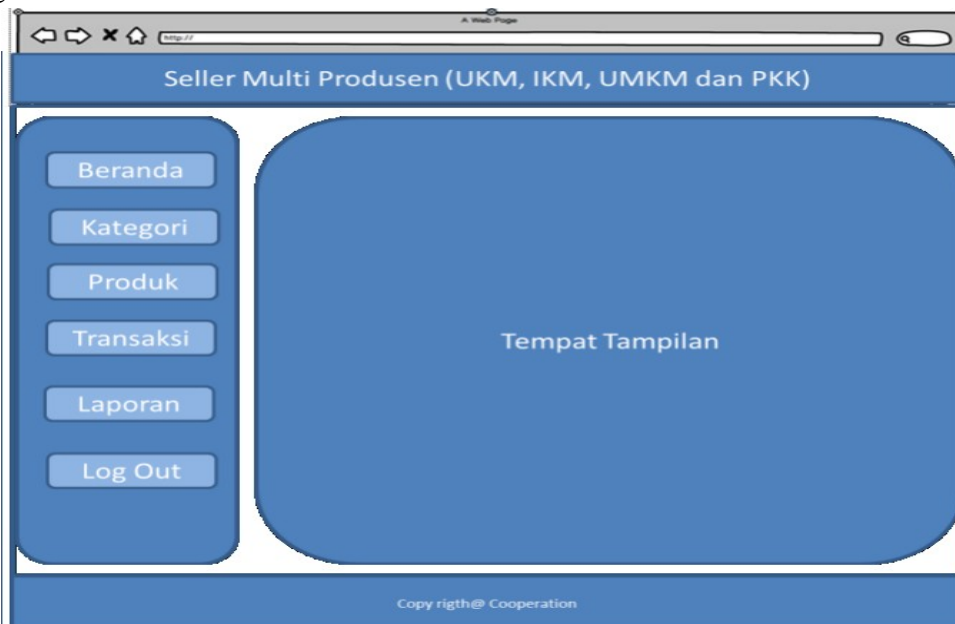 A Web Page
http://
Seller Multi Produsen (UKM, IKM, UMKM dan PKK)
Beranda
Kategori
Produk
Transaksi
Laporan
Log Out
Tempat Tampilan
Copy rigth@ Cooperation